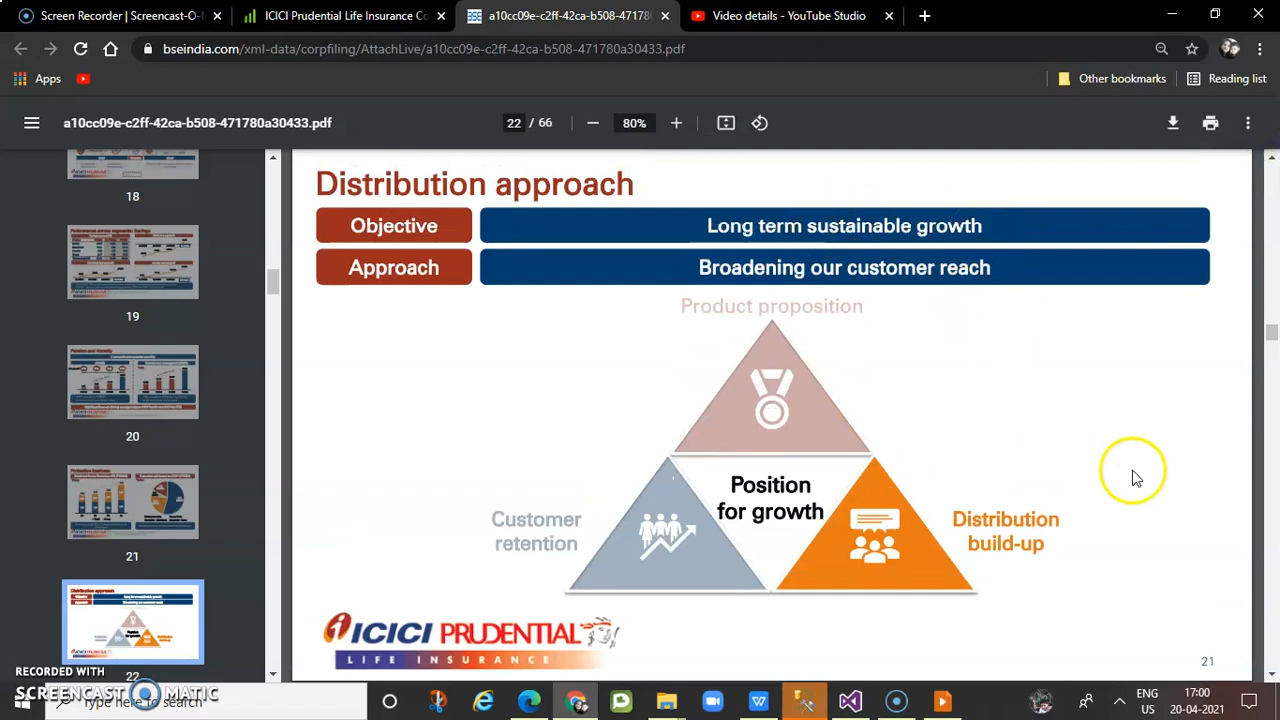 Screen Recorder | Screencast-O-M
ICICI Prudential Life Insurance Co
a10cc09e-c2ff-42ca-b508-471780
Video details - YouTube Studio
bseindia.com/xml-data/corpfiling/AttachLive/a10cc09e-c2ff-42ca-b508-471780a30433.pdf
Apps
Other bookmarks
Reading list
a10cc09e-c2ff-42ca-b508-471780a30433.pdf
22 / 66
80%
18
19
20
21
22
Distribution approach
Objective
Long term sustainable growth
Approach
Broadening our customer reach
Product proposition
Position
for growth
Customer
retention
Distribution
build-up
ICICI PRUDENTIAL
LIFE INSURANCE
21
RECORDED WITH
SCREENCAST MATIC
Type here to search
ENG
US
17:00
20-04-2021